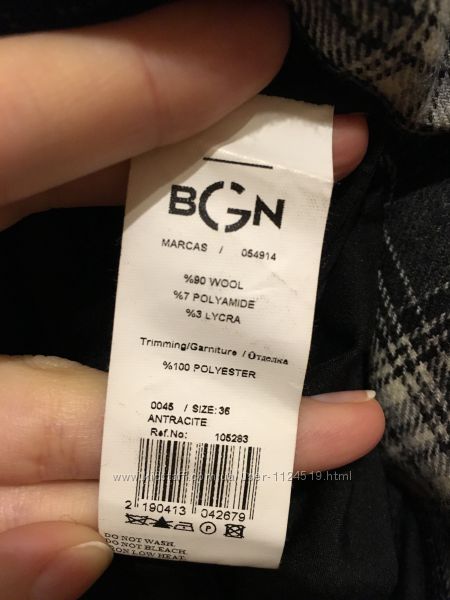 BGN
MARCAS / 054914
%90 WOOL
%7 POLYAMIDE
%3 LYCRA
Trimming/Garniture / Отделка
%100 POLYESTER
0045 / SIZE: 36
ANTRACITE
Ref.No: 105283
2 190413 042679
P
DO NOT WASH.
DO NOT BLEACH.
IRON LOW HEAT.